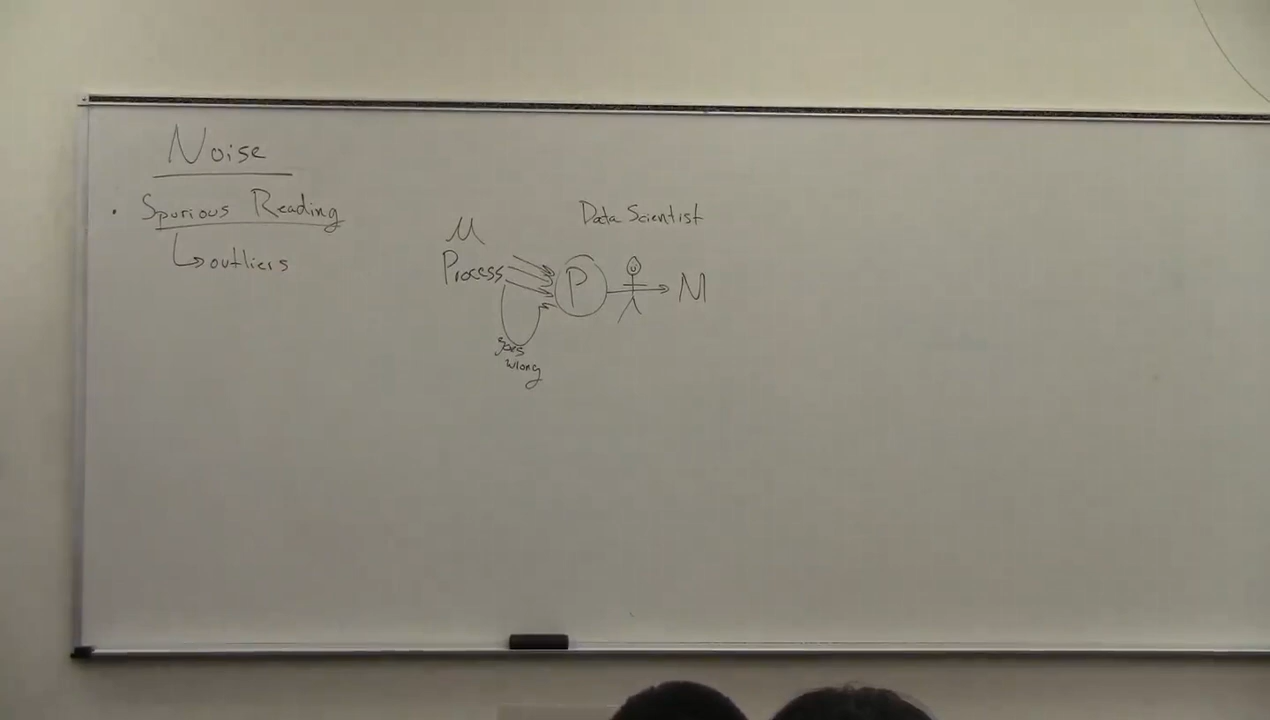 Noise
• Spurious Reading
↳ outliers
M
Process
goes
wrong
Data Scientist
P
M